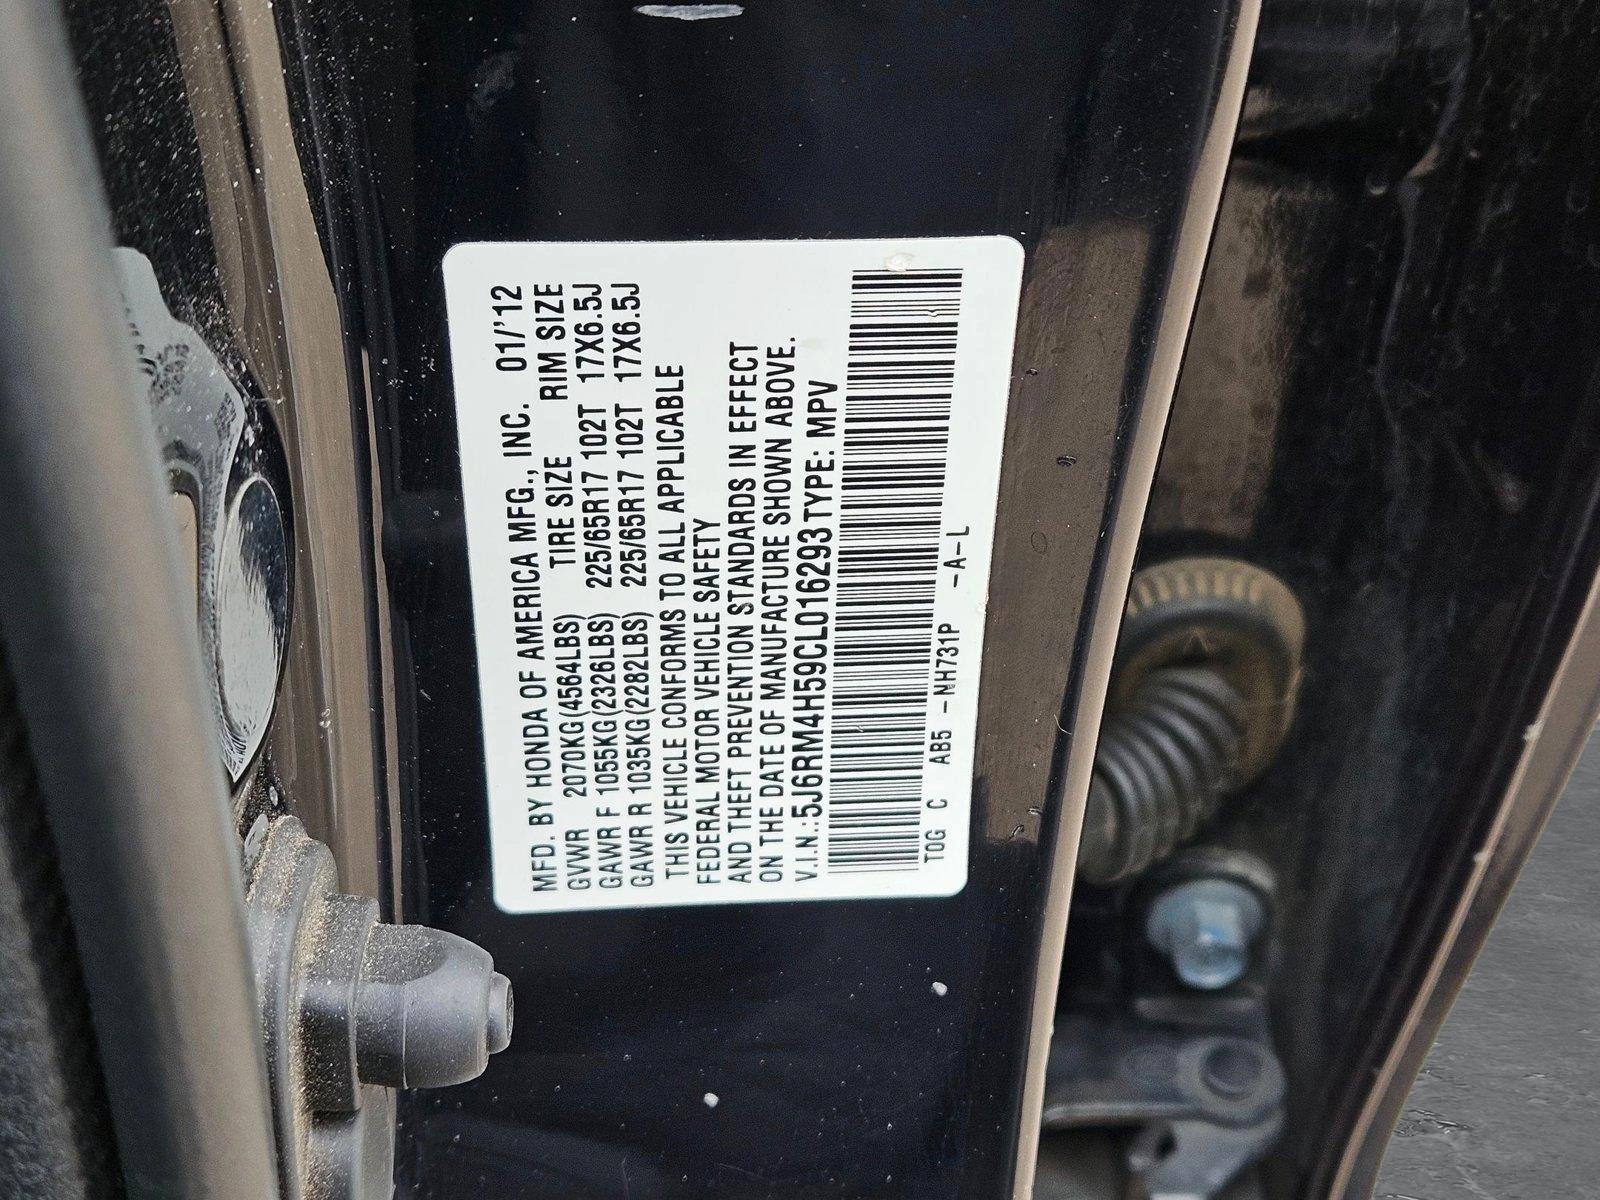 MFD. BY HONDA OF AMERICA MFG., INC. 01/'12
GVWR 2070KG(4564LBS) TIRE SIZE RIM SIZE
GAWR F 1055KG(2326LBS) 225/65R17 102T 17X6.5J
GAWR R 1035KG(2282LBS) 225/65R17 102T 17X6.5J
THIS VEHICLE CONFORMS TO ALL APPLICABLE
FEDERAL MOTOR VEHICLE SAFETY
AND THEFT PREVENTION STANDARDS IN EFFECT
ON THE DATE OF MANUFACTURE SHOWN ABOVE.
V.I.N.:5J6RM4H59CL016293 TYPE: MPV
TOG C AB5 -NH731P -A-L